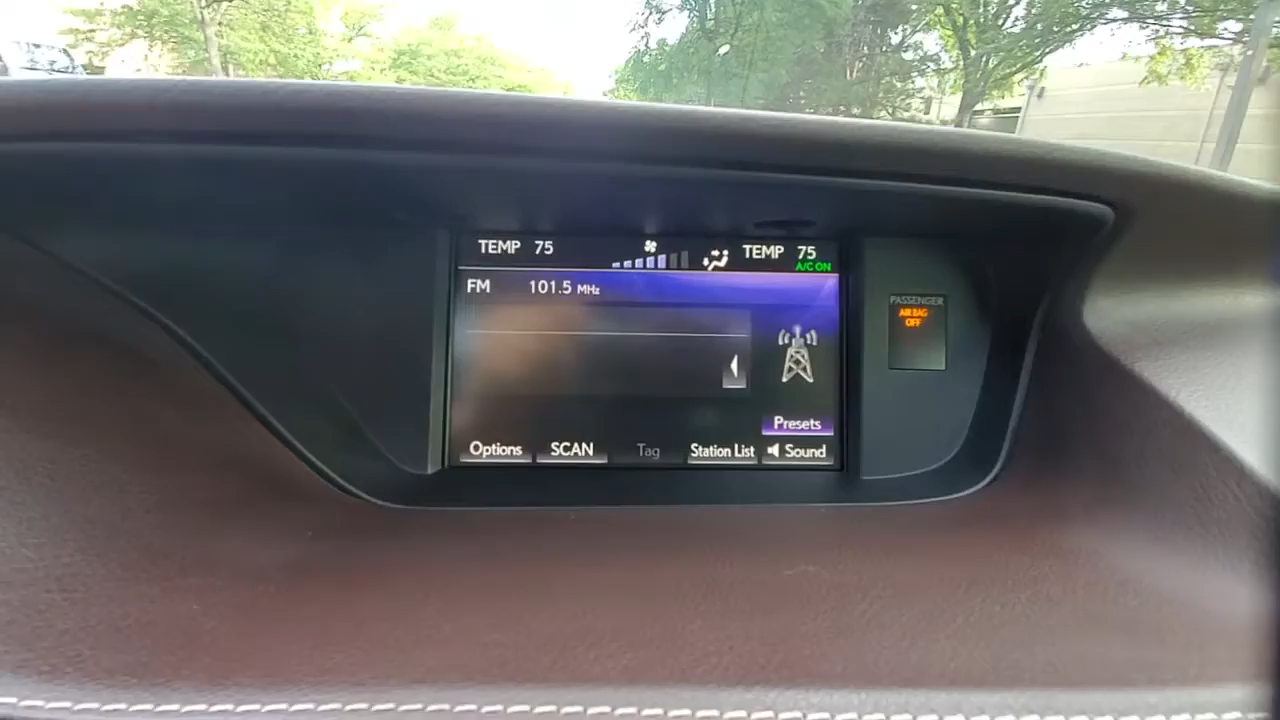 TEMP 75 TEMP 75
A/C ON
FM 101.5 MHz
PASSENGER
AIR BAG
OFF
Presets
Options SCAN Tag Station List Sound